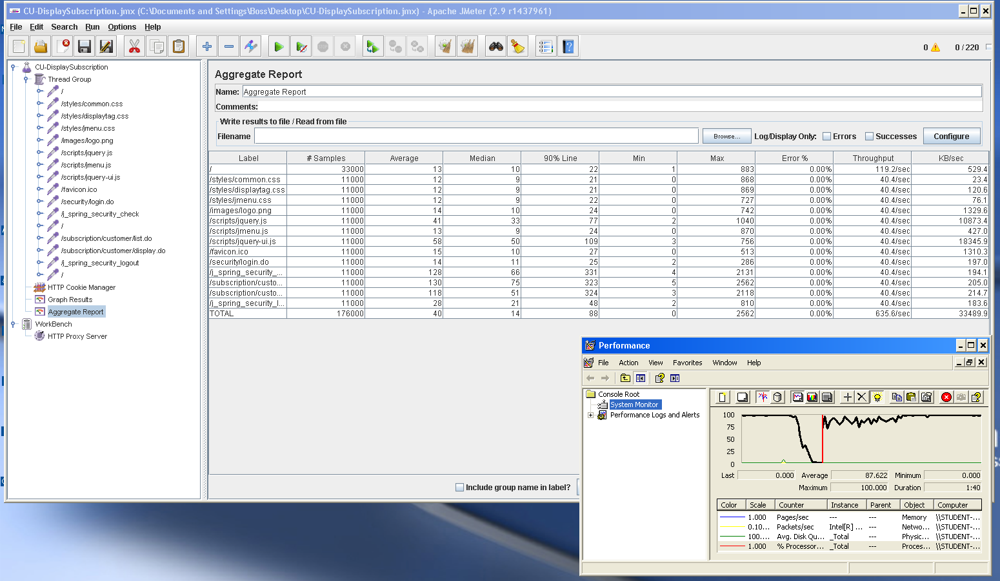 CU-DisplaySubscription.jmx (C:\Documents and Settings\Boss\Desktop\CU-DisplaySubscription.jmx) - Apache JMeter (2.9 r1437961)
File Edit Search Run Options Help
0 0 / 220
CU-DisplaySubscription
Thread Group
/
/styles/common.css
/styles/displaytag.css
/styles/jmenu.css
/images/logo.png
/scripts/jquery.js
/scripts/jmenu.js
/scripts/jquery-ui.js
/favicon.ico
/security/login.do
/j_spring_security_check
/
/subscription/customer/list.do
/subscription/customer/display.do
/j_spring_security_logout
/
HTTP Cookie Manager
Graph Results
Aggregate Report
WorkBench
HTTP Proxy Server
Aggregate Report
Name: Aggregate Report
Comments:
Write results to file / Read from file
Filename Browse... Log/Display Only: Errors Successes Configure
Label # Samples Average Median 90% Line Min Max Error % Throughput KB/sec
/ 33000 13 10 22 1 883 0.00% 119.2/sec 529.4
/styles/common.css 11000 12 9 21 0 868 0.00% 40.4/sec 23.4
/styles/displaytag.css 11000 12 9 21 0 869 0.00% 40.4/sec 120.6
/styles/jmenu.css 11000 12 9 22 0 727 0.00% 40.4/sec 76.1
/images/logo.png 11000 14 10 24 0 742 0.00% 40.4/sec 1329.6
/scripts/jquery.js 11000 41 33 77 2 1040 0.00% 40.4/sec 10873.4
/scripts/jmenu.js 11000 13 9 24 0 870 0.00% 40.4/sec 427.0
/scripts/jquery-ui.js 11000 58 50 109 3 756 0.00% 40.4/sec 18345.9
/favicon.ico 11000 15 10 27 0 513 0.00% 40.4/sec 1310.3
/security/login.do 11000 14 11 25 2 286 0.00% 40.4/sec 197.0
/j_spring_security_... 11000 128 66 331 4 2131 0.00% 40.4/sec 194.1
/subscription/custo... 11000 130 75 323 5 2562 0.00% 40.4/sec 205.0
/subscription/custo... 11000 118 51 324 3 2118 0.00% 40.4/sec 214.7
/j_spring_security_l... 11000 28 21 48 2 810 0.00% 40.4/sec 183.6
TOTAL 176000 40 14 88 0 2562 0.00% 635.6/sec 33489.9
Include group name in label?
Performance
File Action View Favorites Window Help
Console Root
System Monitor
Performance Logs and Alerts
100
75
50
25
0
Last 0.000 Average 87.622 Minimum 0.000
Maximum 100.000 Duration 1:40
Color Scale Counter Instance Parent Object Computer
1.000 Pages/sec --- --- Memory \\STUDENT-...
0.10... Packets/sec Intel[R] ... --- Netwo... \\STUDENT-...
100.... Avg. Disk Qu... _Total --- Physic... \\STUDENT-...
1.000 % Processor... _Total --- Proces... \\STUDENT-...